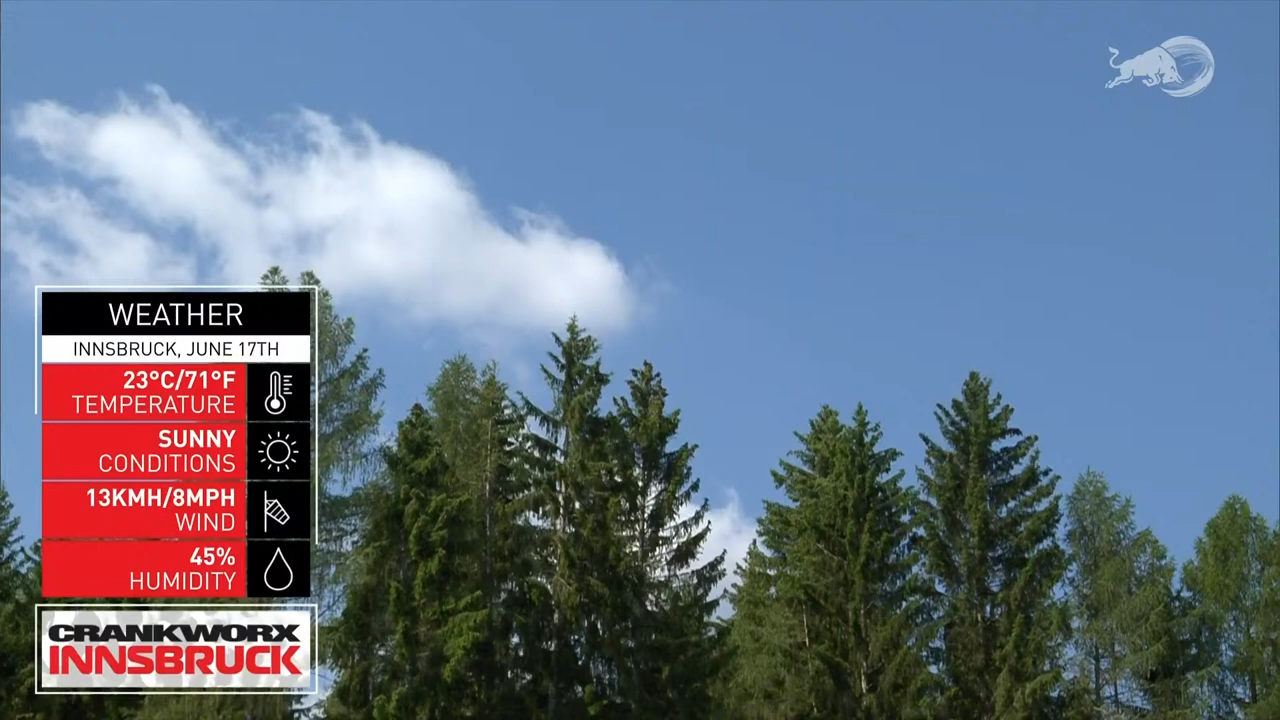 WEATHER
INNSBRUCK, JUNE 17TH
23°C/71°F
TEMPERATURE
SUNNY
CONDITIONS
13KMH/8MPH
WIND
45%
HUMIDITY
CRANKWORX
INNSBRUCK